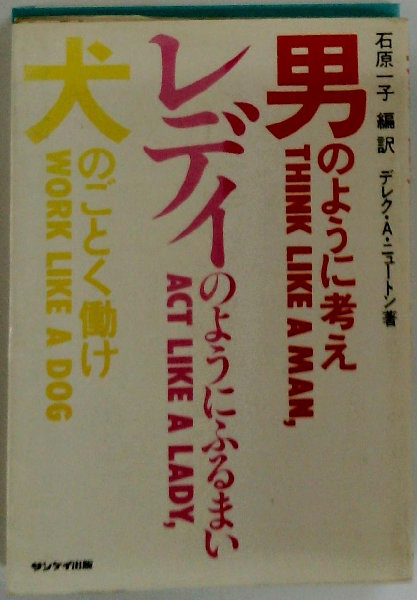 石原一子 編訳 デレク・A・ニュートン著
男のように考え
THINK LIKE A MAN,
レディのようにふるまい
ACT LIKE A LADY,
犬のごとく働け
WORK LIKE A DOG
サンケイ出版